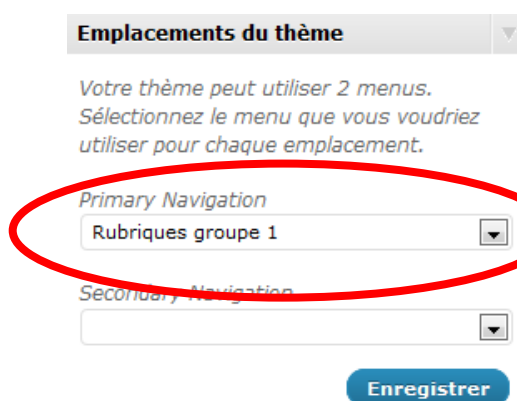 Emplacements du thème
Votre thème peut utiliser 2 menus.
Sélectionnez le menu que vous voudriez
utiliser pour chaque emplacement.
Primary Navigation
Rubriques groupe 1
Secondary Navigation
Enregistrer